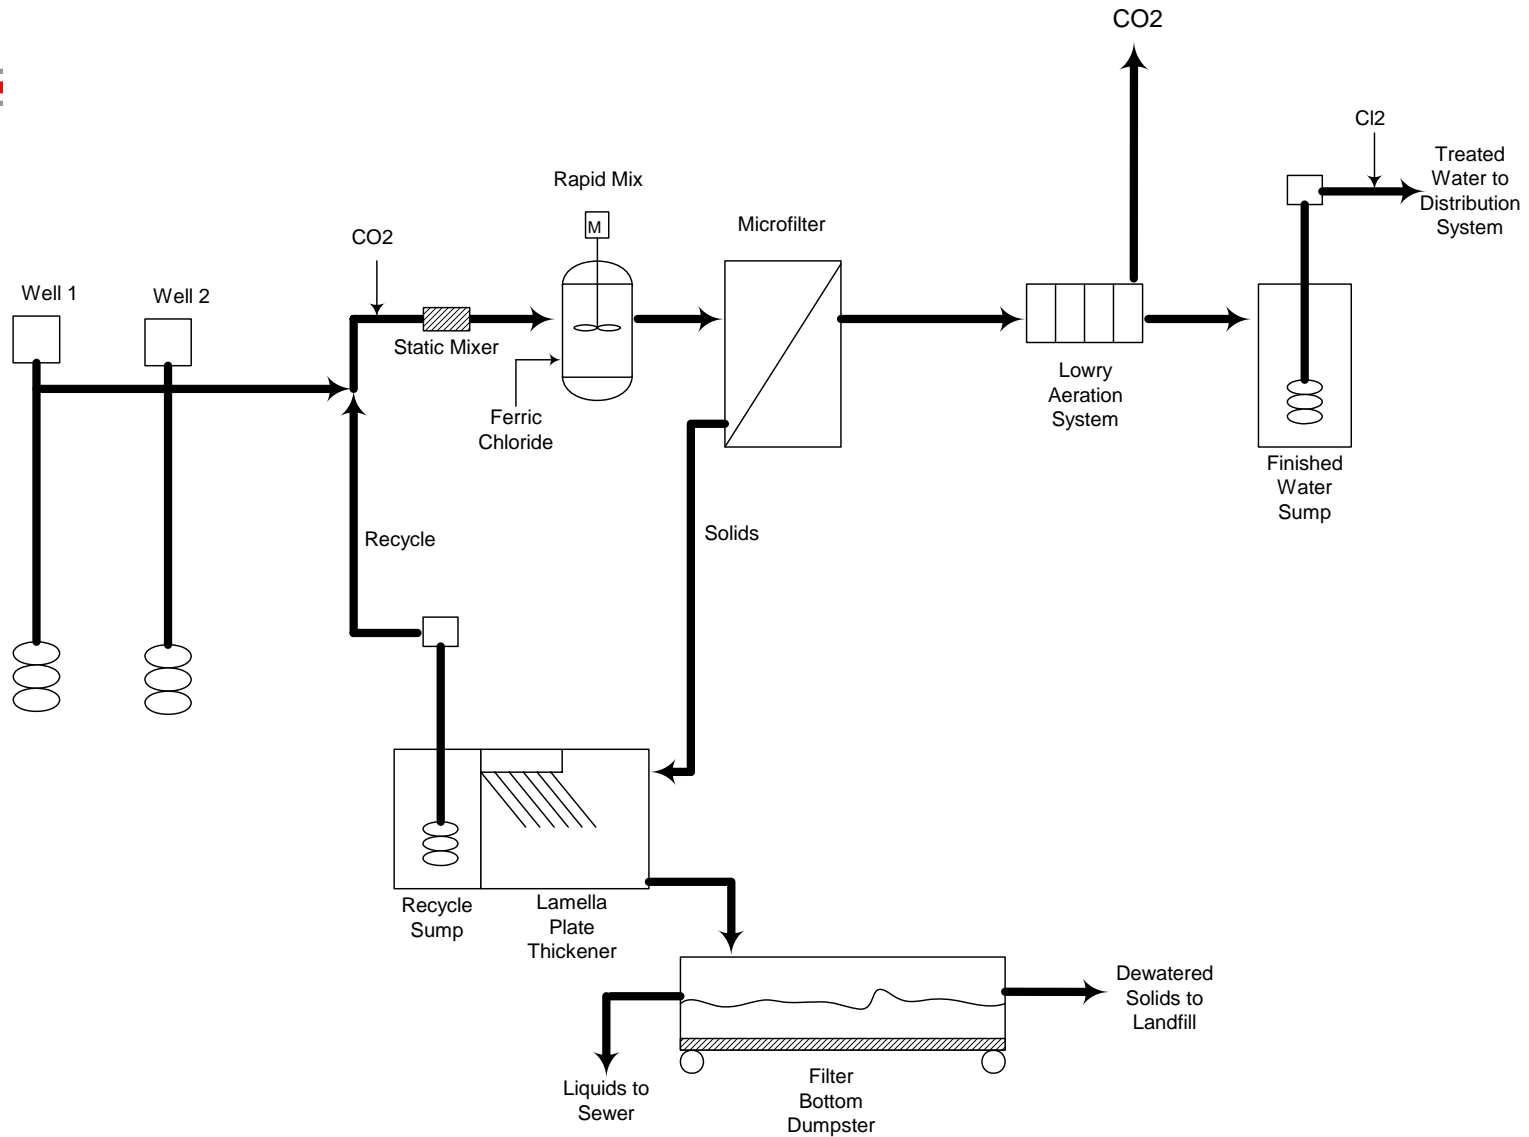 CO2
Cl2
Treated
Water to
Distribution
System
Rapid Mix
M
Microfilter
CO2
Well 1
Well 2
Static Mixer
Ferric
Chloride
Lowry
Aeration
System
Finished
Water
Sump
Recycle
Solids
Recycle
Sump
Lamella
Plate
Thickener
Dewatered
Solids to
Landfill
Liquids to
Sewer
Filter
Bottom
Dumpster